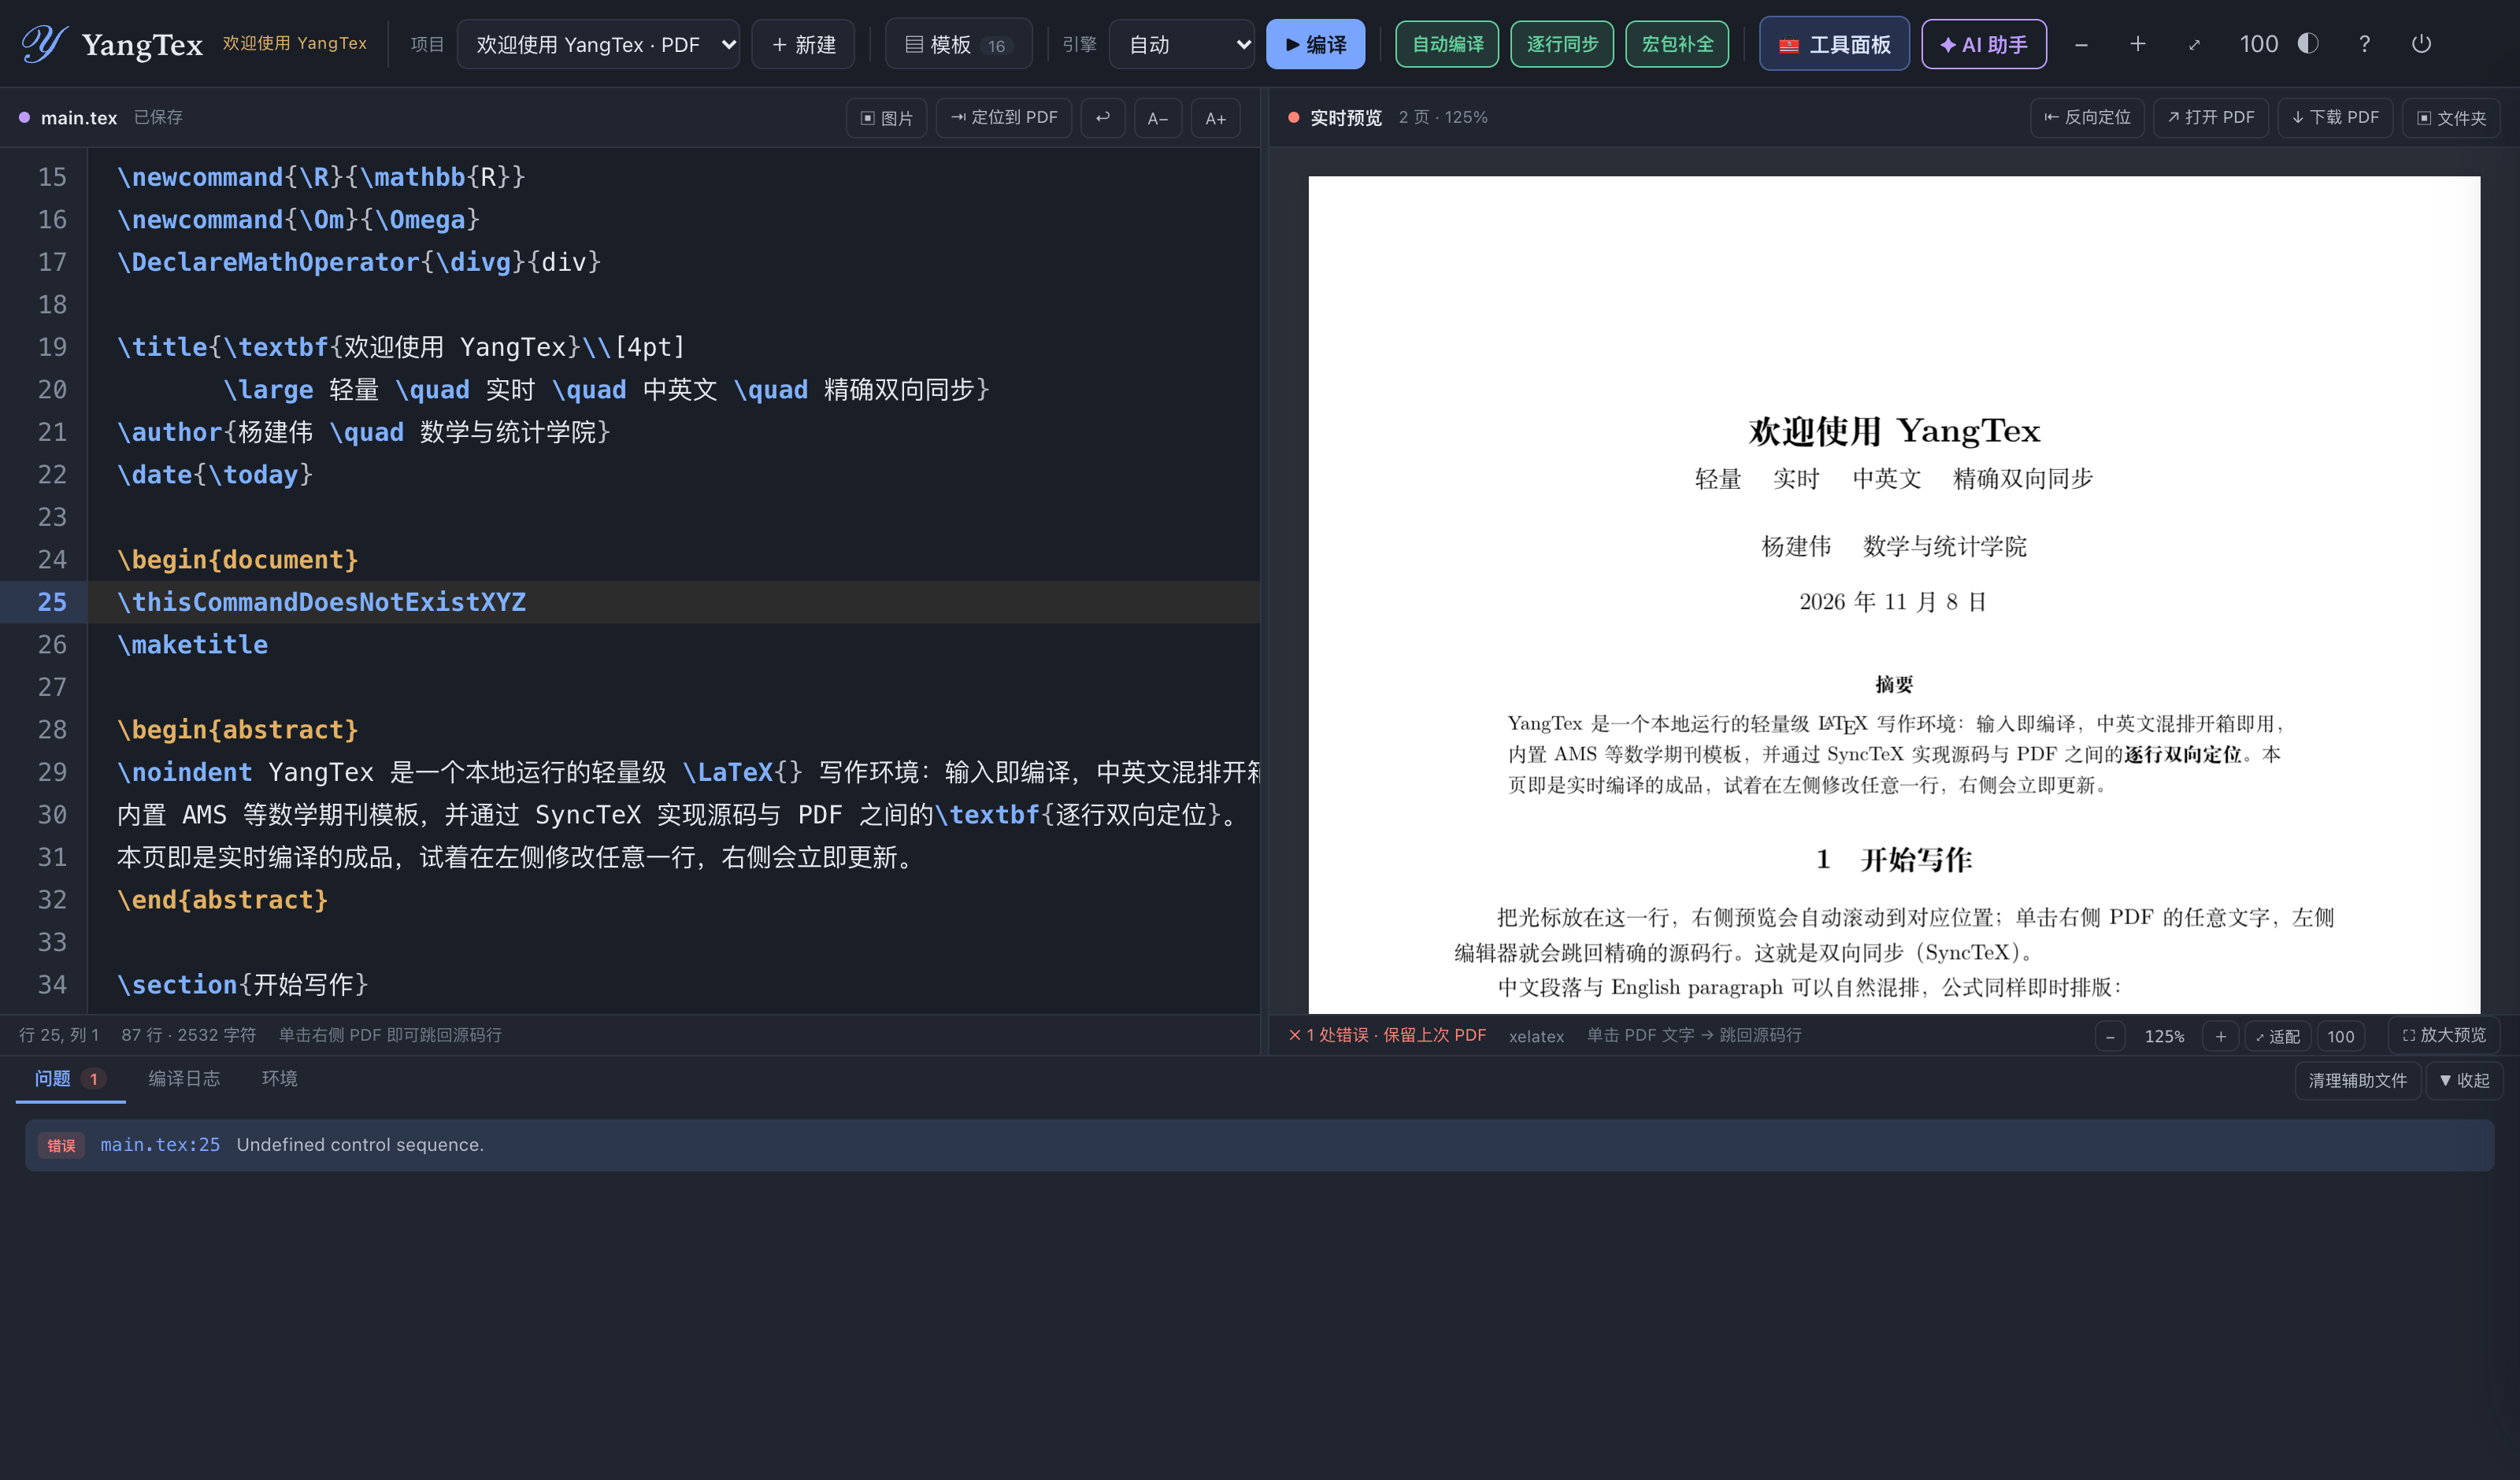 YangTex 欢迎使用 YangTex 项目 欢迎使用 YangTex · PDF + 新建 模板 16 引擎 自动 ▶ 编译 自动编译 逐行同步 宏包补全 工具面板 ✦ AI 助手 − + ⤢ 100 ?
main.tex 已保存 图片 ⇥ 定位到 PDF ↩ A− A+
15 \newcommand{\R}{\mathbb{R}}
16 \newcommand{\Om}{\Omega}
17 \DeclareMathOperator{\divg}{div}
18
19 \title{\textbf{欢迎使用 YangTex}\\[4pt]
20 \large 轻量 \quad 实时 \quad 中英文 \quad 精确双向同步}
21 \author{杨建伟 \quad 数学与统计学院}
22 \date{\today}
23
24 \begin{document}
25 \thisCommandDoesNotExistXYZ
26 \maketitle
27
28 \begin{abstract}
29 \noindent YangTex 是一个本地运行的轻量级 \LaTeX{} 写作环境：输入即编译，中英文混排开箱
30 内置 AMS 等数学期刊模板，并通过 SyncTeX 实现源码与 PDF 之间的\textbf{逐行双向定位}。
31 本页即是实时编译的成品，试着在左侧修改任意一行，右侧会立即更新。
32 \end{abstract}
33
34 \section{开始写作}
行 25, 列 1 87 行 · 2532 字符 单击右侧 PDF 即可跳回源码行
实时预览 2 页 · 125% ⇤ 反向定位 ↗ 打开 PDF ↓ 下载 PDF 文件夹
欢迎使用 YangTex
轻量 实时 中英文 精确双向同步
杨建伟 数学与统计学院
2026 年 11 月 8 日
摘要
YangTex 是一个本地运行的轻量级 LATEX 写作环境：输入即编译，中英文混排开箱即用，
内置 AMS 等数学期刊模板，并通过 SyncTeX 实现源码与 PDF 之间的逐行双向定位。本
页即是实时编译的成品，试着在左侧修改任意一行，右侧会立即更新。
1 开始写作
把光标放在这一行，右侧预览会自动滚动到对应位置；单击右侧 PDF 的任意文字，左侧
编辑器就会跳回精确的源码行。这就是双向同步（SyncTeX）。
中文段落与 English paragraph 可以自然混排，公式同样即时排版：
✕ 1 处错误 · 保留上次 PDF xelatex 单击 PDF 文字 → 跳回源码行 − 125% + ⤢ 适配 100 ⛶ 放大预览
问题 1 编译日志 环境 清理辅助文件 ▼ 收起
错误 main.tex:25 Undefined control sequence.